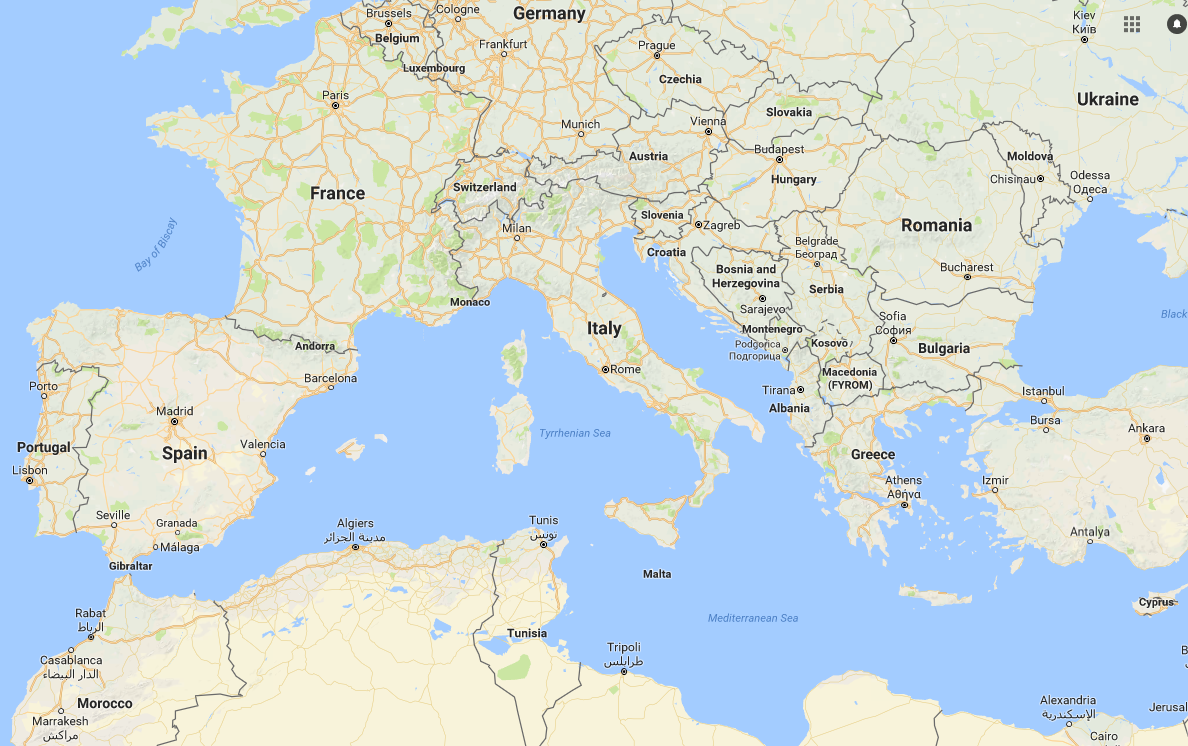 Brussels
Cologne
Germany
Kiev
Київ
Belgium
Frankfurt
Prague
Luxembourg
Czechia
Paris
Ukraine
Slovakia
Munich
Vienna
Budapest
Austria
Moldova
Hungary
Chisinau
Odessa
Одеса
France
Switzerland
Slovenia
Zagreb
Romania
Milan
Bay of Biscay
Croatia
Belgrade
Београд
Bosnia and
Herzegovina
Bucharest
Serbia
Monaco
Sarajevo
Black
Italy
Montenegro
Sofia
София
Podgorica
Подгорица
Kosovo
Bulgaria
Andorra
Rome
Macedonia
(FYROM)
Barcelona
Porto
Tirana
Istanbul
Albania
Madrid
Bursa
Ankara
Tyrrhenian Sea
Portugal
Spain
Valencia
Greece
Lisbon
Athens
Αθήνα
Izmir
Seville
Granada
Algiers
مدينة الجزائر
Tunis
تونس
Antalya
Málaga
Gibraltar
Malta
Cyprus
Rabat
الرباط
Mediterranean Sea
Tunisia
Tripoli
طرابلس
Casablanca
الدار البيضاء
B
Morocco
Alexandria
الإسكندرية
Jerusal
Marrakesh
مراكش
Cairo